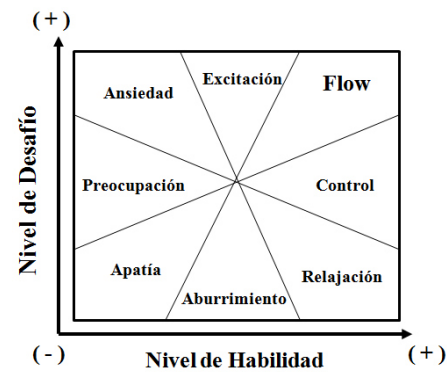 ( + )
Ansiedad
Excitación
Flow
Nivel de Desafío
Preocupación
Control
Apatía
Aburrimiento
Relajación
( - )
Nivel de Habilidad
( + )